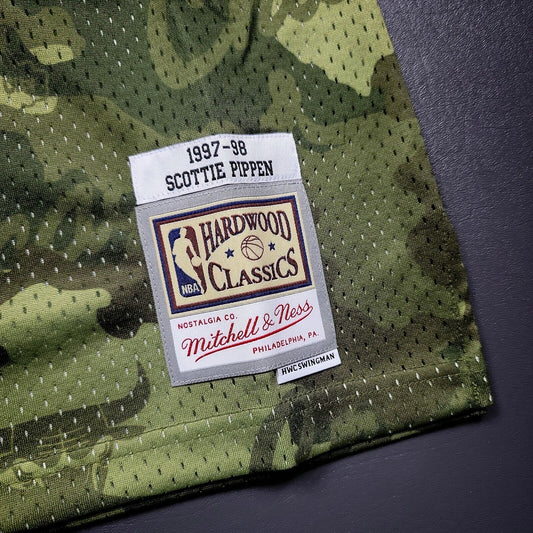 1997-98
SCOTTIE PIPPEN
HARDWOOD
CLASSICS
NBA
NOSTALGIA CO.
Mitchell & Ness
PHILADELPHIA, PA.
HWCSWINGMAN